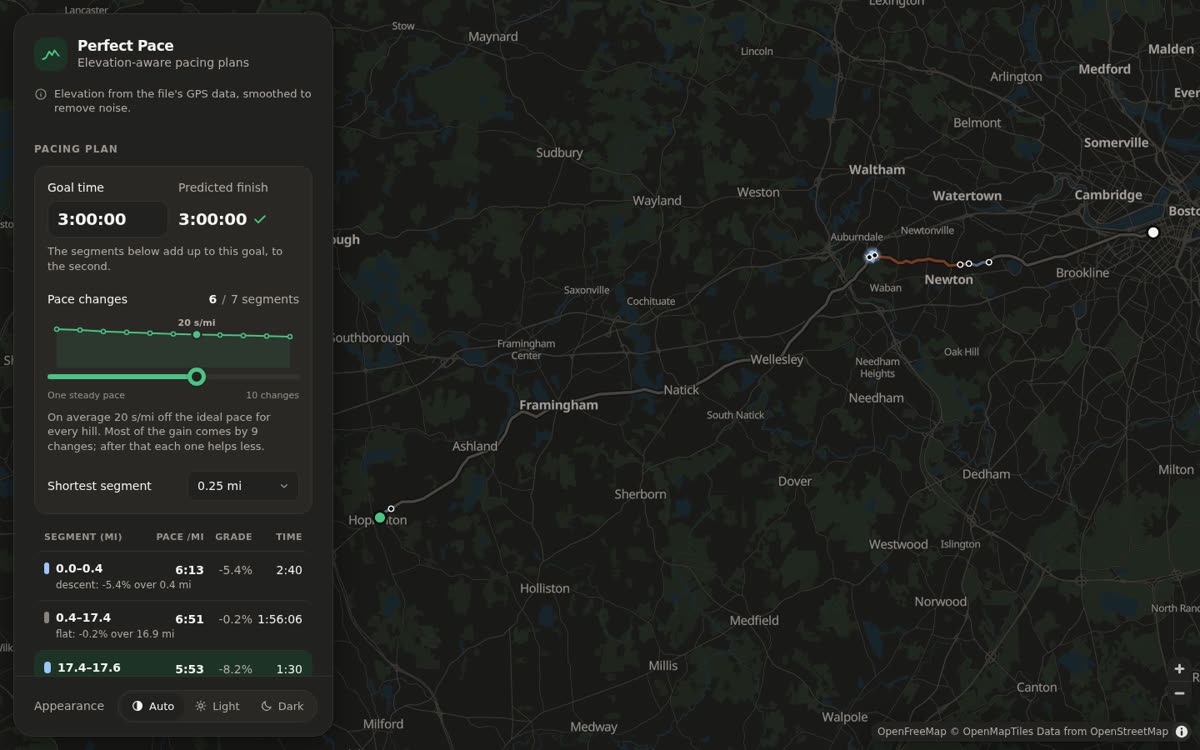 Perfect Pace
Elevation-aware pacing plans
Elevation from the file's GPS data, smoothed to
remove noise.
PACING PLAN
Goal time
Predicted finish
3:00:00
3:00:00
The segments below add up to this goal, to
the second.
Pace changes
6 / 7 segments
20 s/mi
One steady pace
10 changes
On average 20 s/mi off the ideal pace for
every hill. Most of the gain comes by 9
changes; after that each one helps less.
Shortest segment
0.25 mi
SEGMENT (MI) PACE /MI GRADE TIME
0.0–0.4 6:13 -5.4% 2:40
descent: -5.4% over 0.4 mi
0.4–17.4 6:51 -0.2% 1:56:06
flat: -0.2% over 16.9 mi
17.4–17.6 5:53 -8.2% 1:30
Appearance
Auto
Light
Dark
Lancaster
Stow
Maynard
Lexington
Lincoln
Malden
Medford
Arlington
Belmont
Somerville
Sudbury
Waltham
Weston
Wayland
Watertown
Cambridge
Auburndale
Newtonville
Newton
Waban
Brookline
Saxonville
Cochituate
Southborough
Framingham
Center
Wellesley
Needham
Heights
Oak Hill
Natick
Needham
Framingham
South Natick
Ashland
Dedham
Milton
Dover
Sherborn
Hop
ton
Westwood
Islington
Holliston
Norwood
Medfield
Millis
Canton
Walpole
Milford
Medway
OpenFreeMap © OpenMapTiles Data from OpenStreetMap